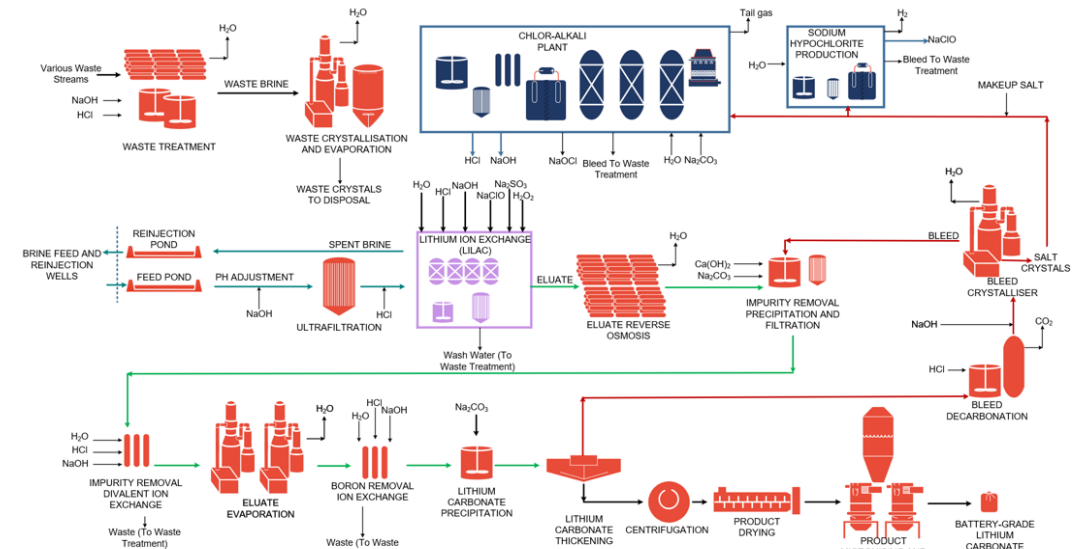 H₂O
Various Waste
Streams
NaOH
HCl
WASTE TREATMENT
WASTE BRINE
H₂O
WASTE CRYSTALLISATION
AND EVAPORATION
WASTE CRYSTALS
TO DISPOSAL
CHLOR-ALKALI
PLANT
Tail gas
HCl
NaOH
NaOCl
Bleed To Waste
Treatment
H₂O
Na₂CO₃
H₂O
SODIUM
HYPOCHLORITE
PRODUCTION
H₂
NaClO
Bleed To Waste
Treatment
MAKEUP SALT
BRINE FEED AND
REINJECTION
WELLS
REINJECTION
POND
FEED POND
SPENT BRINE
PH ADJUSTMENT
NaOH
ULTRAFILTRATION
HCl
H₂O
HCl
NaOH
NaClO
Na₂SO₃
H₂O₂
LITHIUM ION EXCHANGE
(LILAC)
Wash Water (To
Waste Treatment)
ELUATE
H₂O
ELUATE REVERSE
OSMOSIS
Ca(OH)₂
Na₂CO₃
IMPURITY REMOVAL
PRECIPITATION AND
FILTRATION
BLEED
H₂O
SALT
CRYSTALS
BLEED
CRYSTALLISER
NaOH
CO₂
HCl
BLEED
DECARBONATION
H₂O
HCl
NaOH
IMPURITY REMOVAL
DIVALENT ION
EXCHANGE
Waste (To Waste
Treatment)
H₂O
ELUATE
EVAPORATION
H₂O
HCl
NaOH
BORON REMOVAL
ION EXCHANGE
Waste (To Waste
Na₂CO₃
LITHIUM
CARBONATE
PRECIPITATION
LITHIUM
CARBONATE
THICKENING
CENTRIFUGATION
PRODUCT
DRYING
PRODUCT
BATTERY-GRADE
LITHIUM
CARBONATE